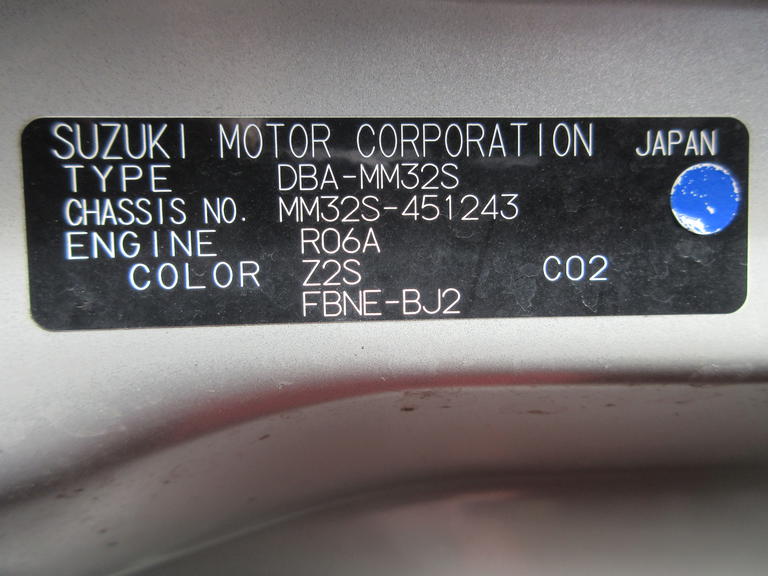 SUZUKI MOTOR CORPORATION JAPAN
TYPE DBA-MM32S
CHASSIS NO. MM32S-451243
ENGINE R06A
COLOR Z2S C02
FBNE-BJ2